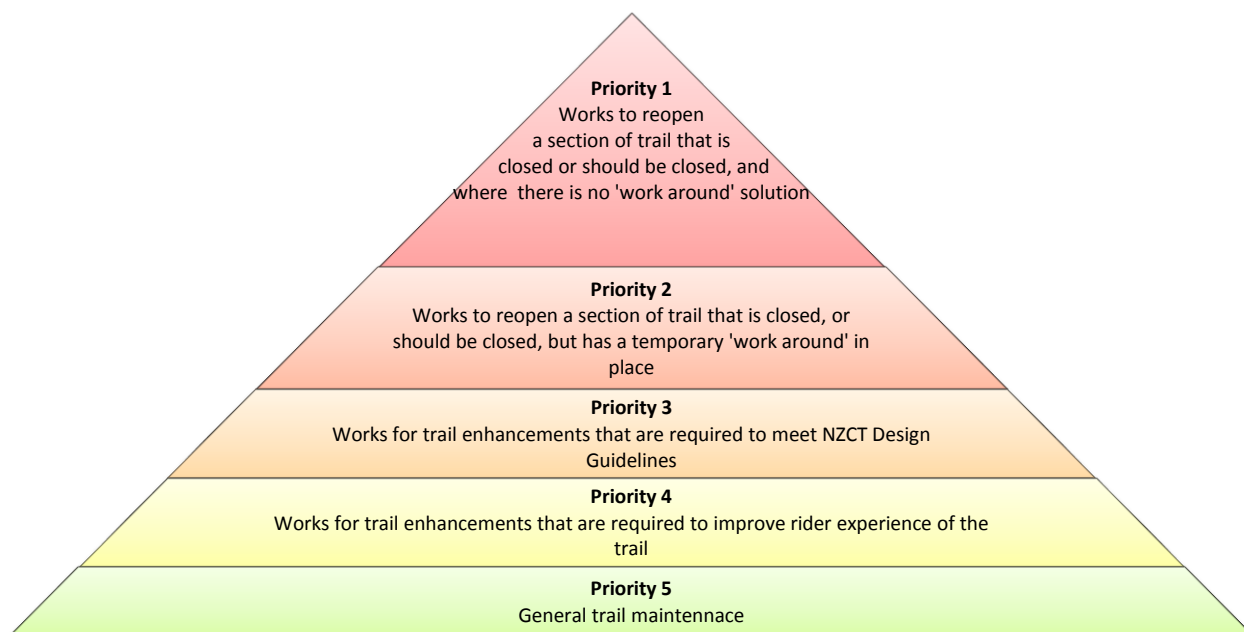 Priority 1
Works to reopen
a section of trail that is
closed or should be closed, and
where  there is no 'work around' solution
Priority 2
Works to reopen a section of trail that is closed, or
should be closed, but has a temporary 'work around' in
place
Priority 3
Works for trail enhancements that are required to meet NZCT Design
Guidelines
Priority 4
Works for trail enhancements that are required to improve rider experience of the
trail
Priority 5
General trail maintennace